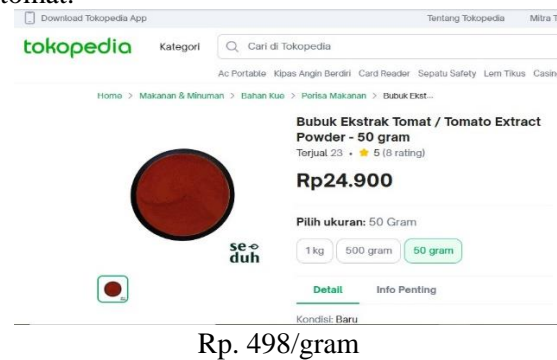 tomat.
Download Tokopedia App
Tentang Tokopedia Mitra T
tokopedia Kategori Cari di Tokopedia
Ac Portable Kipas Angin Berdiri Card Reader Sepatu Safety Lem Tikus Casin
Home > Makanan & Minuman > Bahan Kue > Perisa Makanan > Bubuk Ekst...
Bubuk Ekstrak Tomat / Tomato Extract
Powder - 50 gram
Terjual 23 • 5 (8 rating)
Rp24.900
Pilih ukuran: 50 Gram
1 kg 500 gram 50 gram
se
duh
Detail Info Penting
Kondisi: Baru
Rp. 498/gram